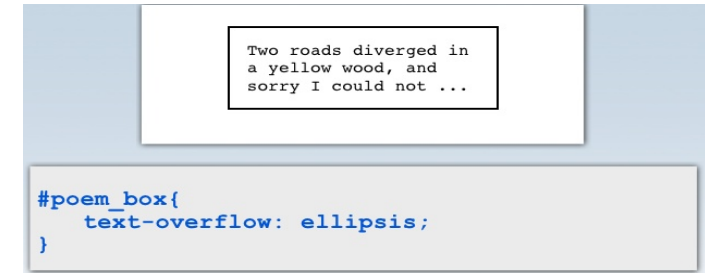 Two roads diverged in
a yellow wood, and
sorry I could not ...
#poem_box{
text-overflow: ellipsis;
}